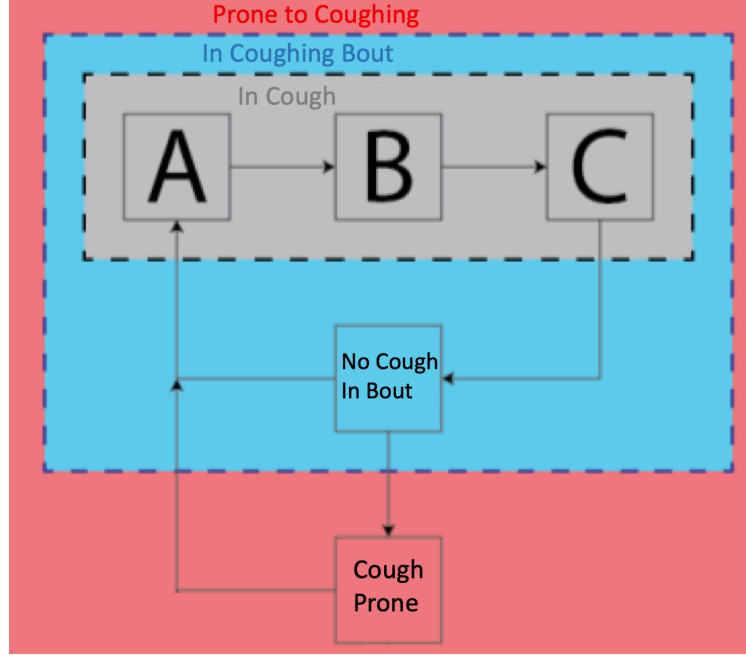 Prone to Coughing
In Coughing Bout
In Cough
A B C
No Cough
In Bout
Cough
Prone